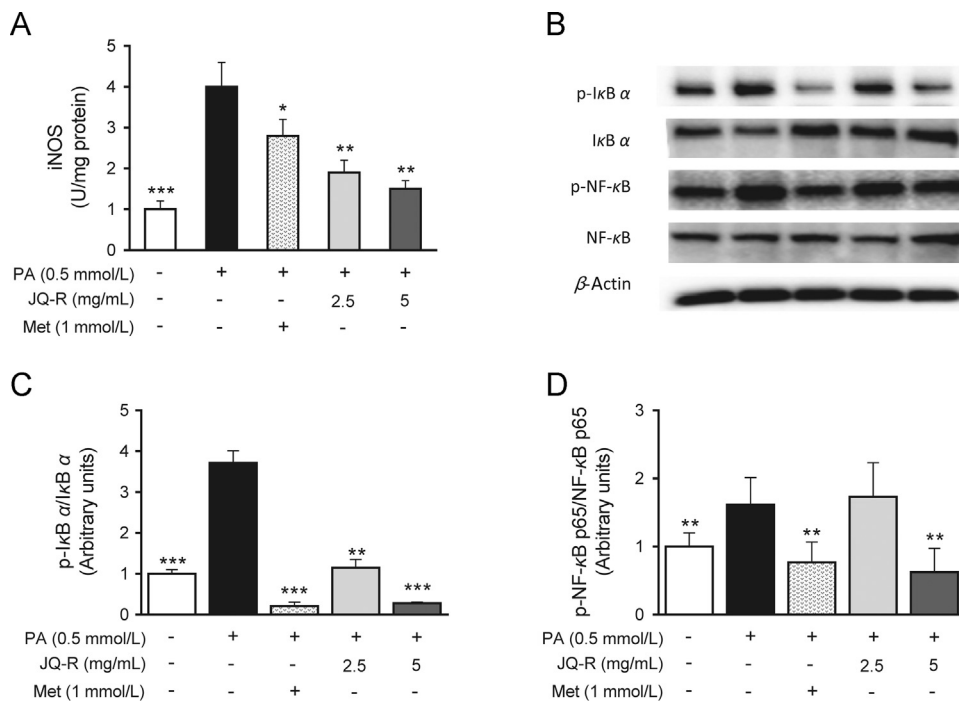 A
iNOS
(U/mg protein)
5
4
3
2
1
0
***
*
**
**
PA (0.5 mmol/L) - + + + +
JQ-R (mg/mL) - - - 2.5 5
Met (1 mmol/L) - - + - -
B
p-IκB α
IκB α
p-NF-κB
NF-κB
β-Actin
C
p-IκB α/IκB α
(Arbitrary units)
5
4
3
2
1
0
***
***
**
***
PA (0.5 mmol/L) - + + + +
JQ-R (mg/mL) - - - 2.5 5
Met (1 mmol/L) - - + - -
D
p-NF-κB p65/NF-κB p65
(Arbitrary units)
3
2
1
0
**
**
**
PA (0.5 mmol/L) - + + + +
JQ-R (mg/mL) - - - 2.5 5
Met (1 mmol/L) - - + - -